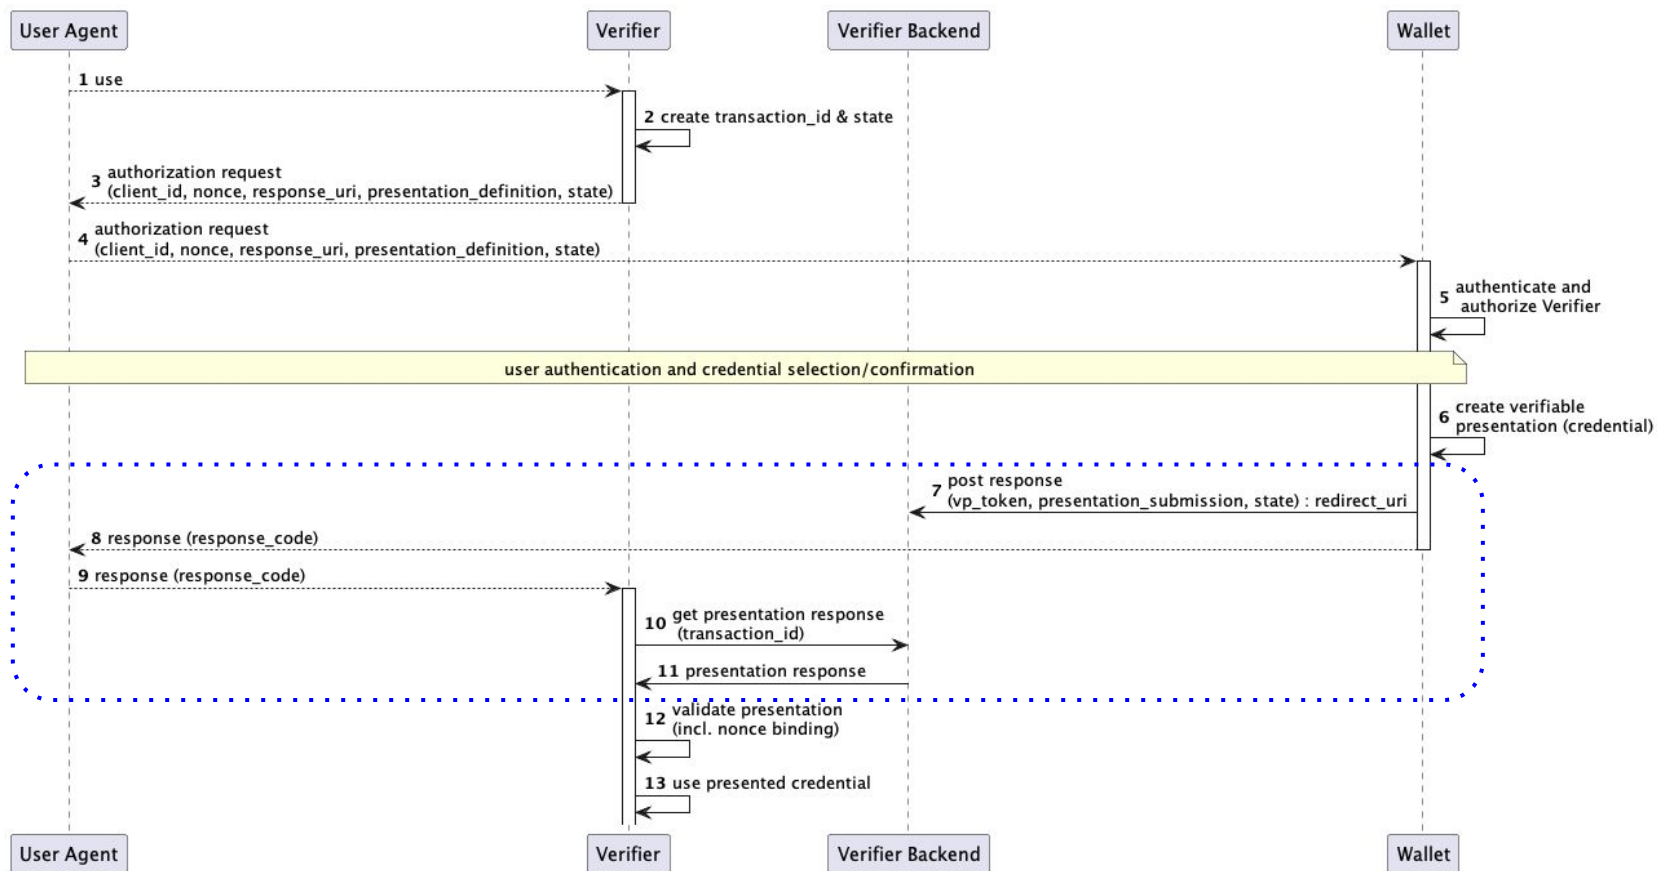 User Agent
Verifier
Verifier Backend
Wallet
1 use
2 create transaction_id & state
3 authorization request
(client_id, nonce, response_uri, presentation_definition, state)
4 authorization request
(client_id, nonce, response_uri, presentation_definition, state)
5 authenticate and
authorize Verifier
user authentication and credential selection/confirmation
6 create verifiable
presentation (credential)
7 post response
(vp_token, presentation_submission, state) : redirect_uri
8 response (response_code)
9 response (response_code)
10 get presentation response
(transaction_id)
11 presentation response
12 validate presentation
(incl. nonce binding)
13 use presented credential
User Agent
Verifier
Verifier Backend
Wallet